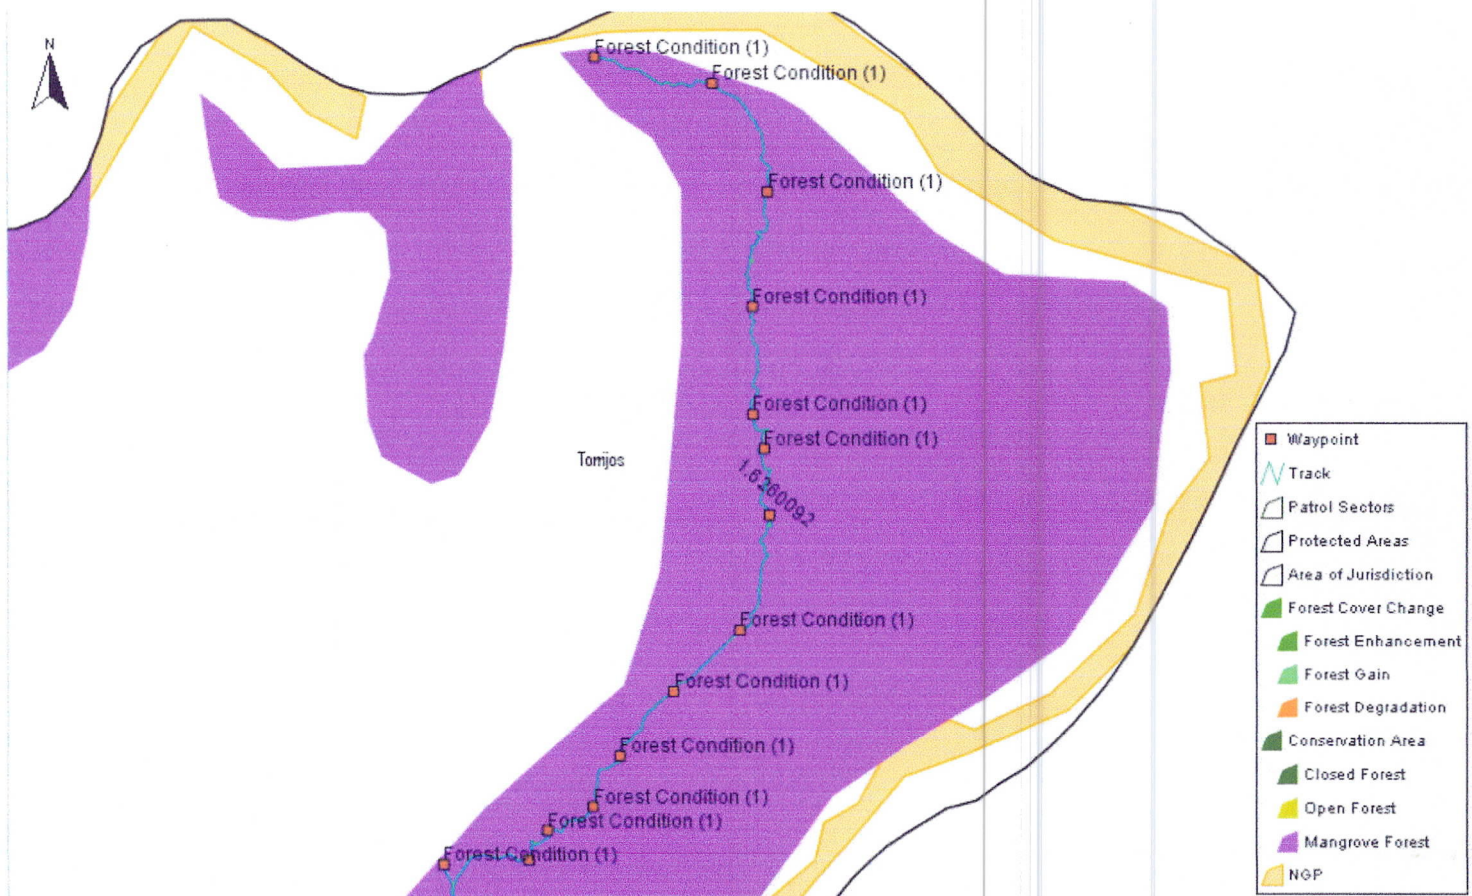 N
Forest Condition (1)
Forest Condition (1)
Forest Condition (1)
Forest Condition (1)
Forest Condition (1)
Forest Condition (1)
Torrijos
1.6260092
Forest Condition (1)
Forest Condition (1)
Forest Condition (1)
Forest Condition (1)
Forest Condition (1)
Forest Condition (1)
Waypoint
Track
Patrol Sectors
Protected Areas
Area of Jurisdiction
Forest Cover Change
Forest Enhancement
Forest Gain
Forest Degradation
Conservation Area
Closed Forest
Open Forest
Mangrove Forest
NGP